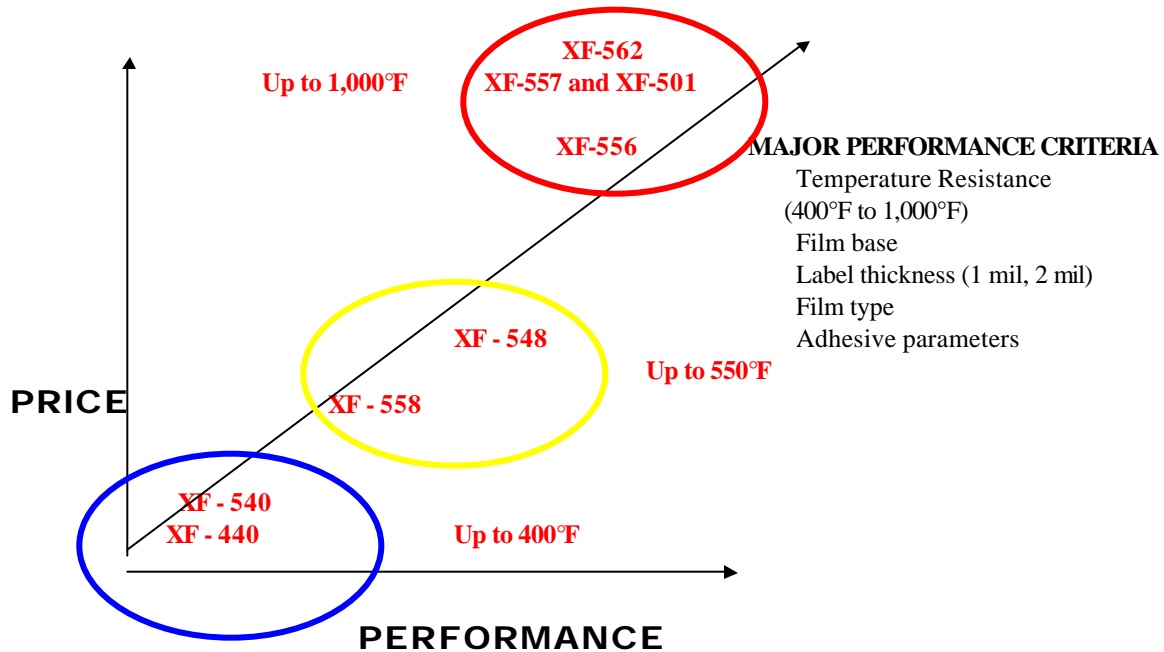 XF-562
Up to 1,000°F
XF-557 and XF-501
XF-556
MAJOR PERFORMANCE CRITERIA
Temperature Resistance
(400°F to 1,000°F)
Film base
Label thickness (1 mil, 2 mil)
Film type
Adhesive parameters
XF - 548
Up to 550°F
PRICE
XF - 558
XF - 540
XF - 440
Up to 400°F
PERFORMANCE